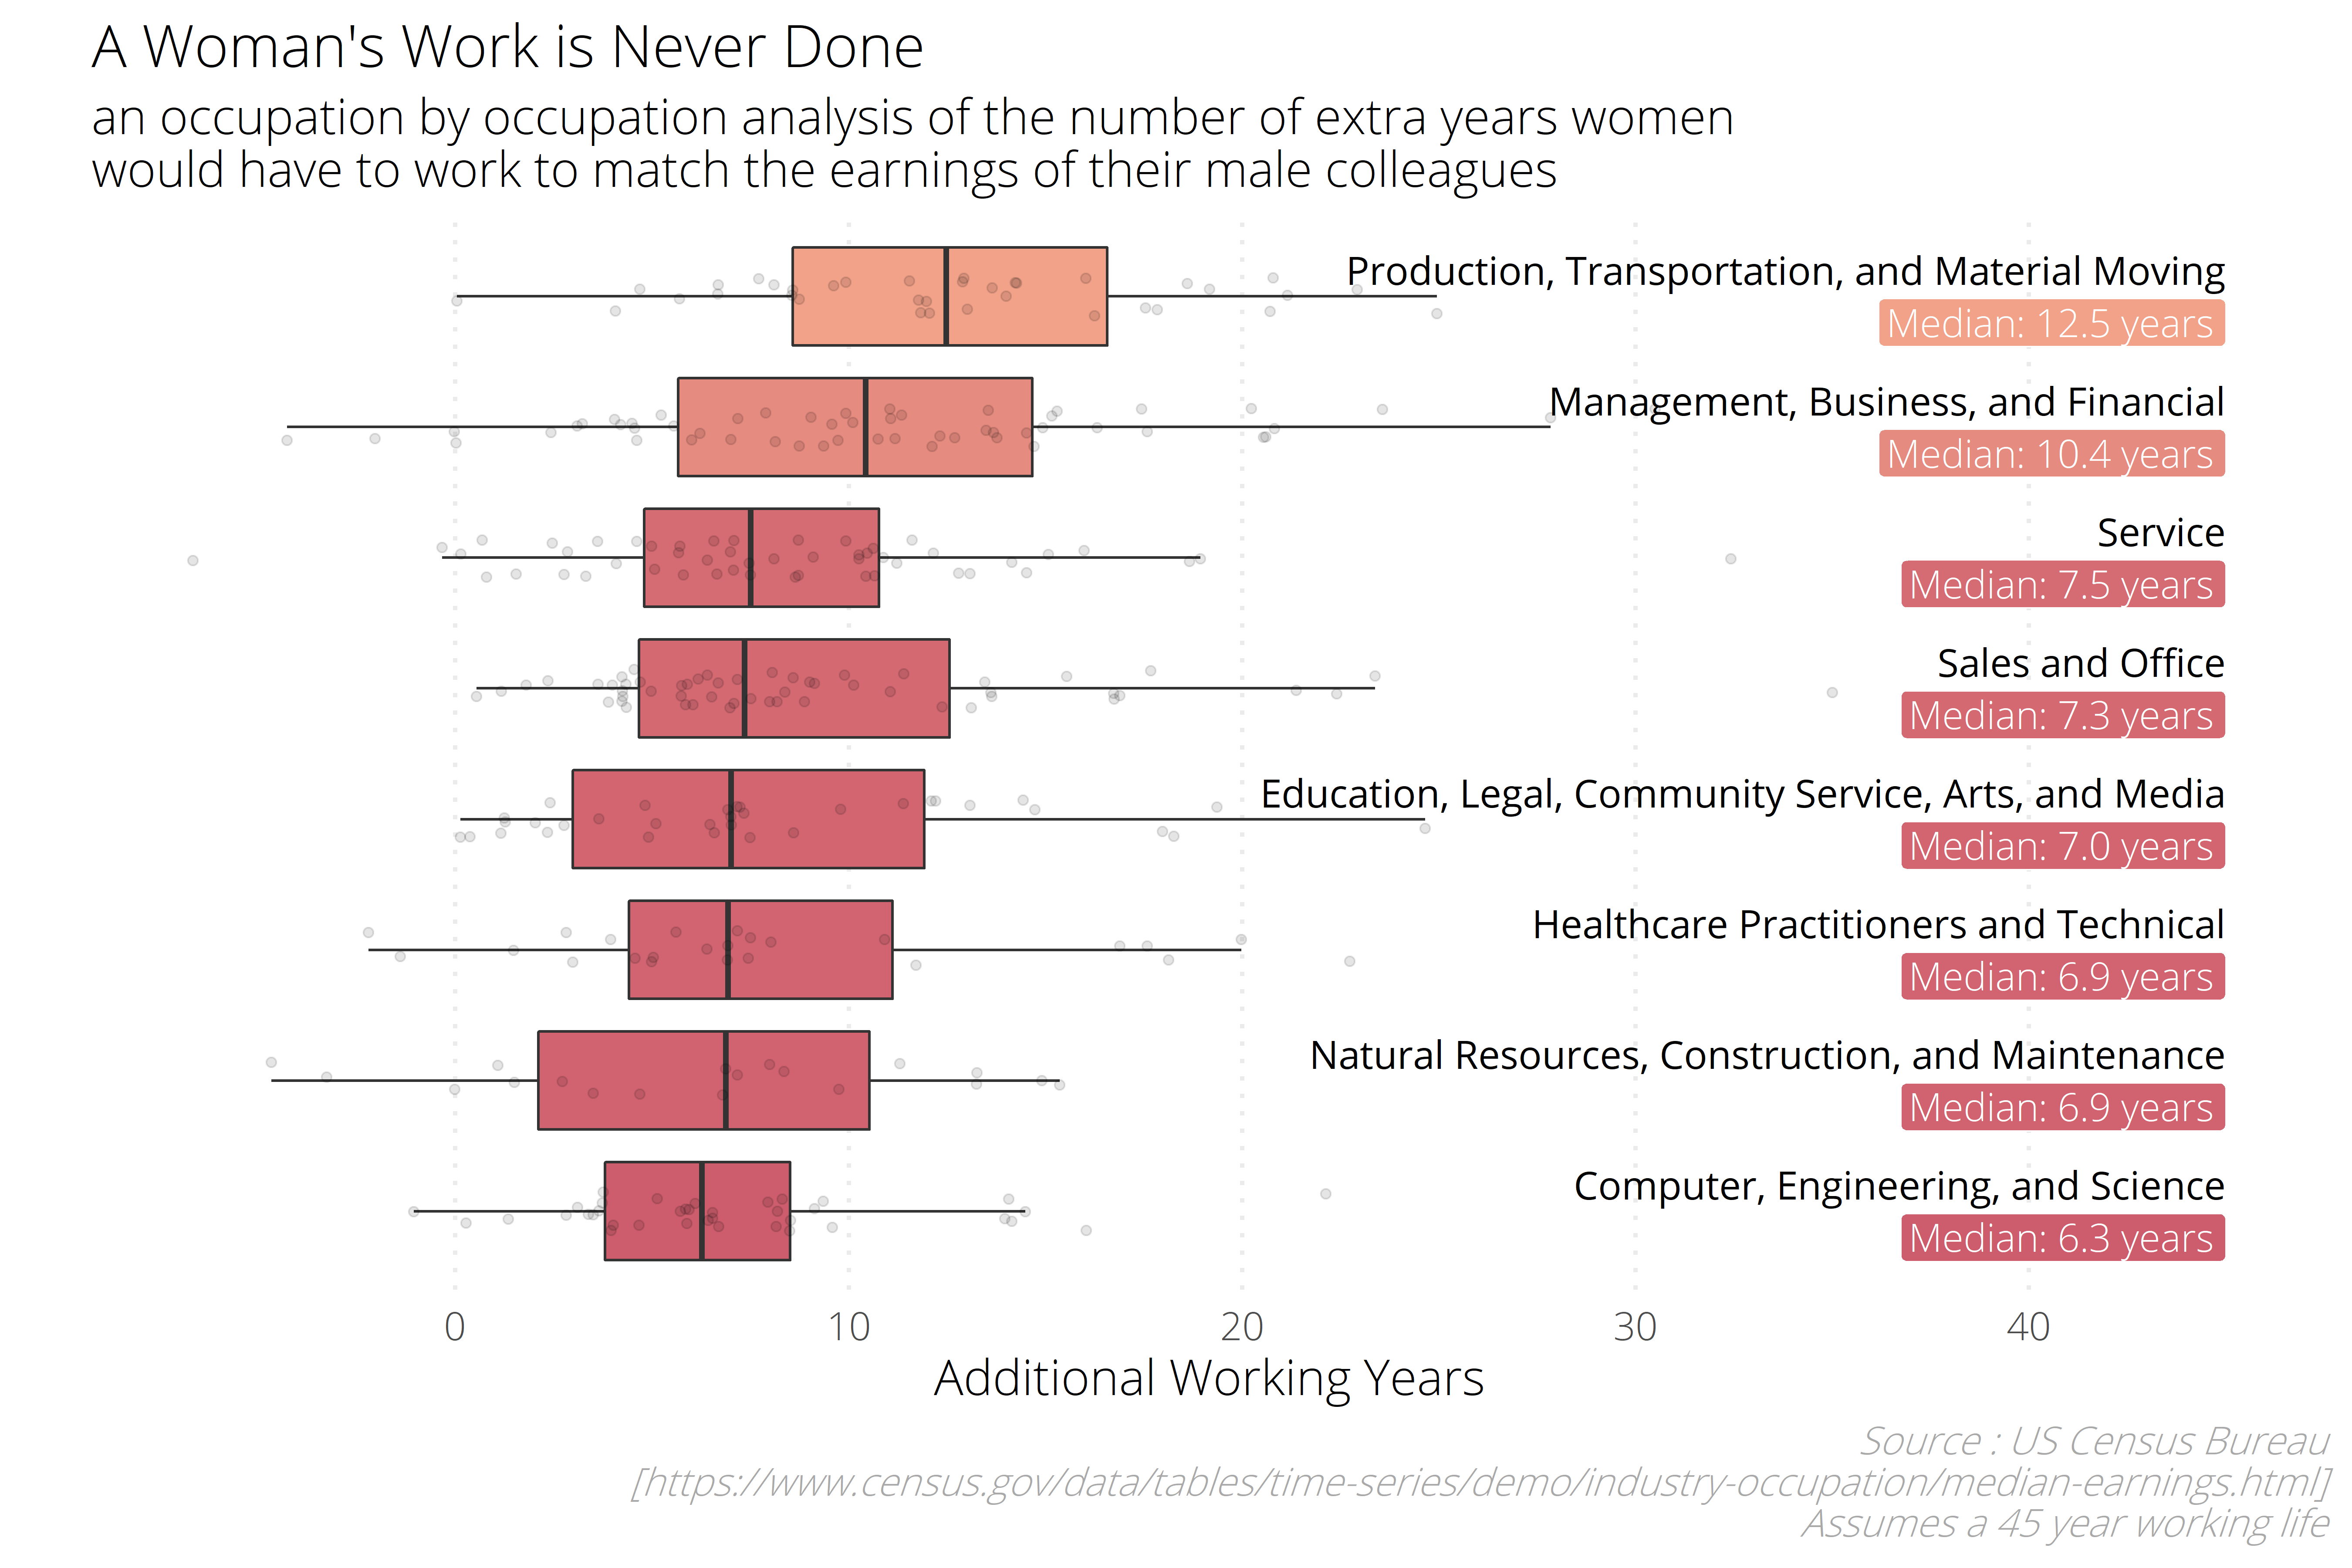 A Woman's Work is Never Done
an occupation by occupation analysis of the number of extra years women
would have to work to match the earnings of their male colleagues
Production, Transportation, and Material Moving
Median: 12.5 years
Management, Business, and Financial
Median: 10.4 years
Service
Median: 7.5 years
Sales and Office
Median: 7.3 years
Education, Legal, Community Service, Arts, and Media
Median: 7.0 years
Healthcare Practitioners and Technical
Median: 6.9 years
Natural Resources, Construction, and Maintenance
Median: 6.9 years
Computer, Engineering, and Science
Median: 6.3 years
0 10 20 30 40
Additional Working Years
Source : US Census Bureau
[https://www.census.gov/data/tables/time-series/demo/industry-occupation/median-earnings.html]
Assumes a 45 year working life